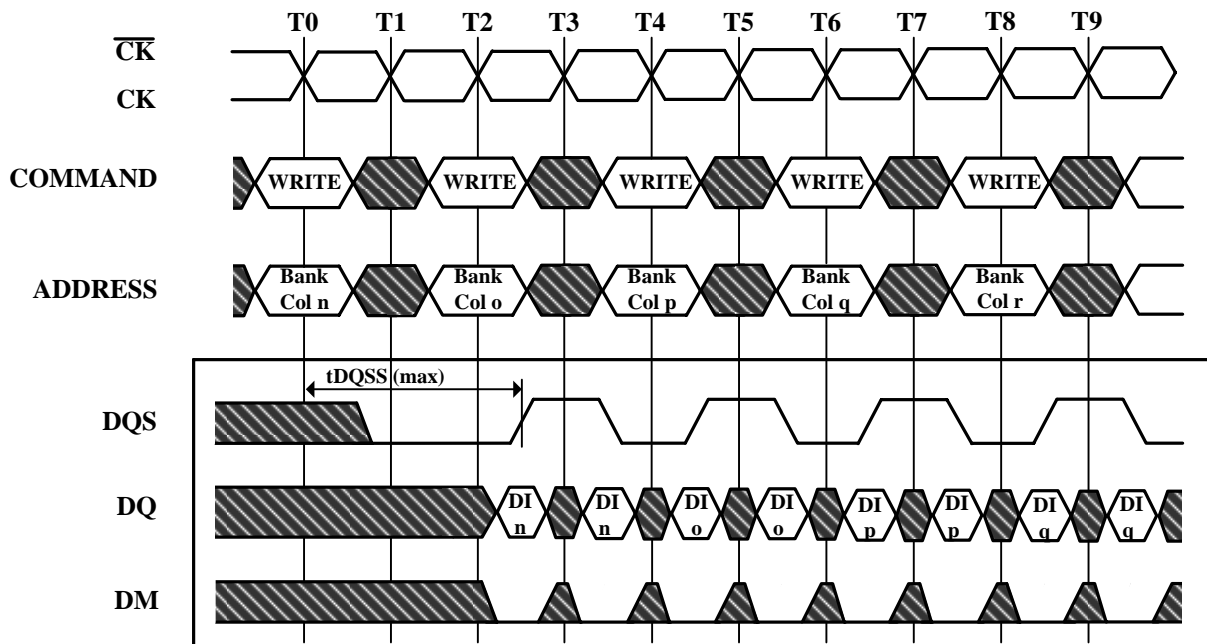 T0 T1 T2 T3 T4 T5 T6 T7 T8 T9
CK
CK
COMMAND WRITE WRITE WRITE WRITE WRITE
ADDRESS Bank Bank Bank Bank Bank
Col n Col o Col p Col q Col r
tDQSS (max)
DQS
DQ DI DI DI DI DI DI DI DI
n n o o p p q q
DM